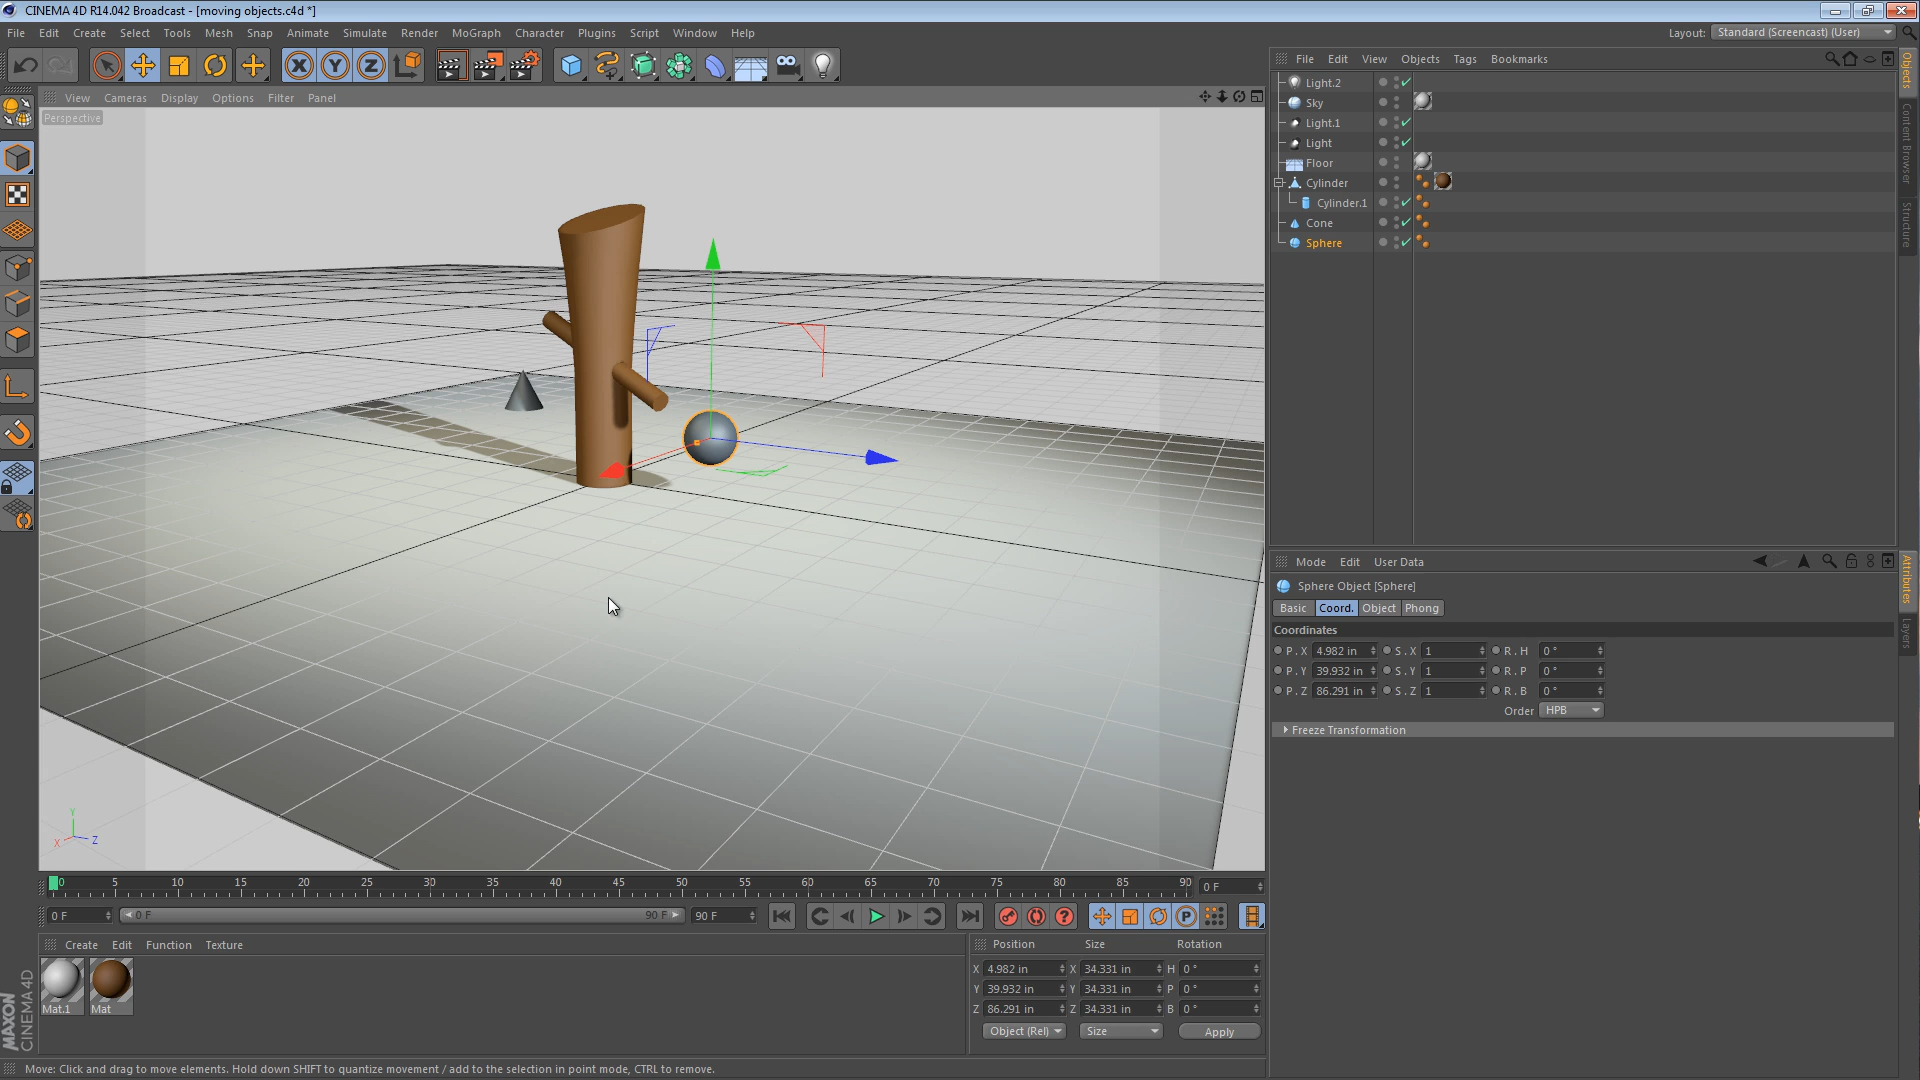 CINEMA 4D R14.042 Broadcast - [moving objects.c4d *]
File Edit Create Select Tools Mesh Snap Animate Simulate Render MoGraph Character Plugins Script Window Help
Layout: Standard (Screencast) (User)
X Y Z
View Cameras Display Options Filter Panel
Perspective
Y
X Z
File Edit View Objects Tags Bookmarks
Light.2
Sky
Light.1
Light
Floor
Cylinder
Cylinder.1
Cone
Sphere
Objects
Content Browser
Structure
Mode Edit User Data
Sphere Object [Sphere]
Basic Coord. Object Phong
Coordinates
P . X 4.982 in S . X 1 R . H 0 °
P . Y 39.932 in S . Y 1 R . P 0 °
P . Z 86.291 in S . Z 1 R . B 0 °
Order HPB
Freeze Transformation
Attributes
Layers
0 5 10 15 20 25 30 35 40 45 50 55 60 65 70 75 80 85 90 0 F
0 F 0 F 90 F 90 F
P
Create Edit Function Texture
Mat.1 Mat
Position Size Rotation
X 4.982 in X 34.331 in H 0 °
Y 39.932 in Y 34.331 in P 0 °
Z 86.291 in Z 34.331 in B 0 °
Object (Rel) Size Apply
MAXON
CINEMA 4D
Move: Click and drag to move elements. Hold down SHIFT to quantize movement / add to the selection in point mode, CTRL to remove.